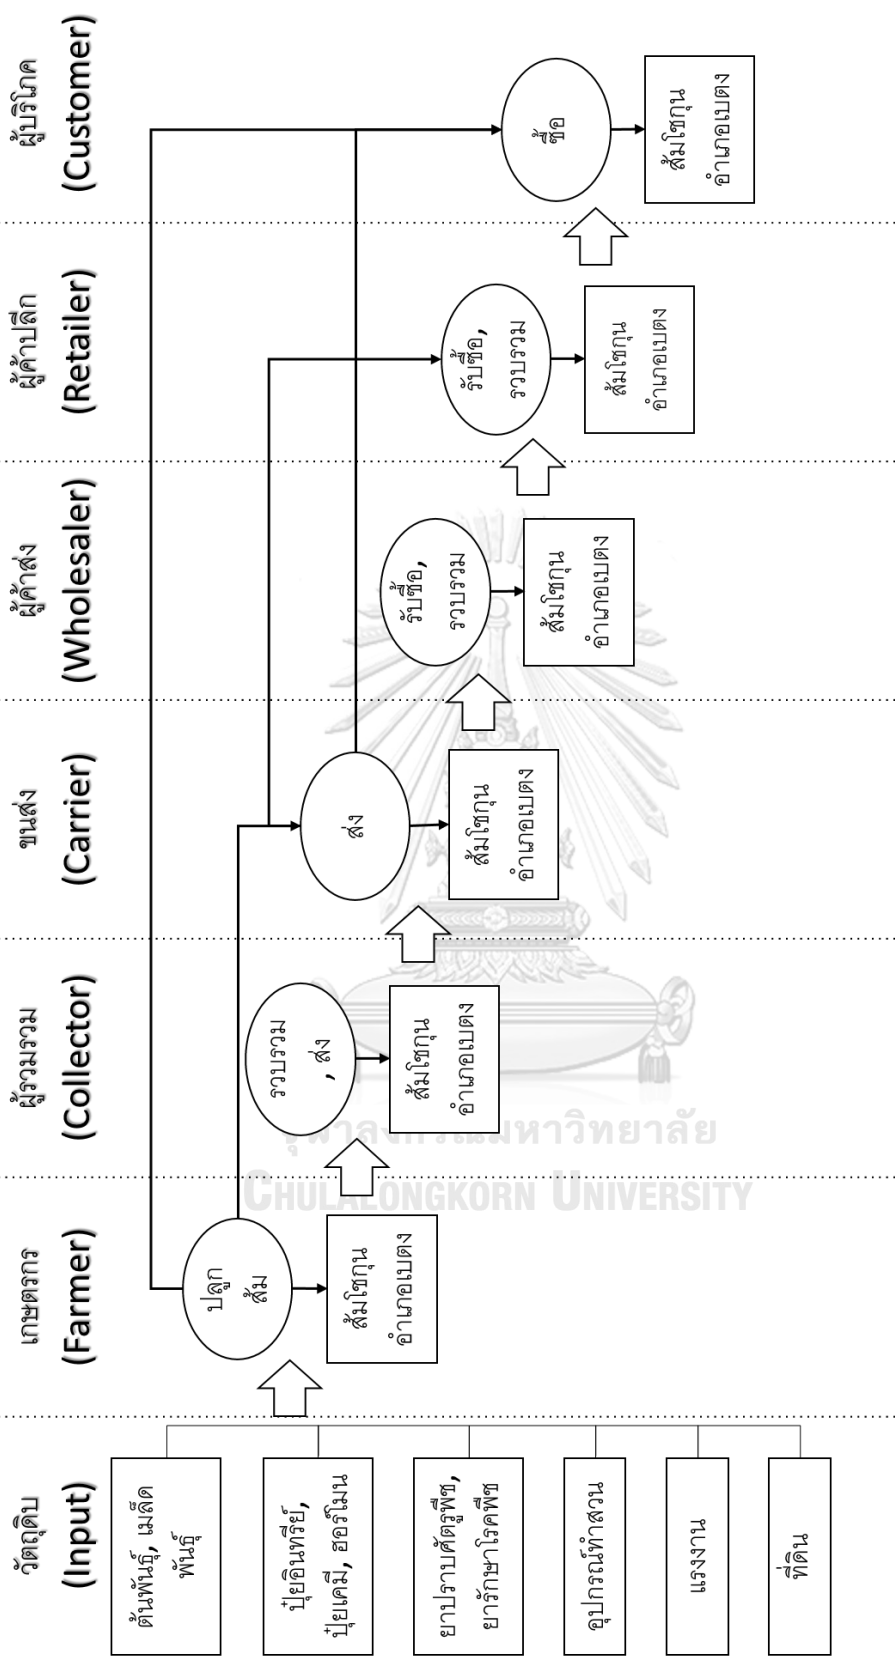 วัตถุดิบ
(Input)
ต้นพันธุ์, เมล็ด
พันธุ์
ปุ๋ยอินทรีย์,
ปุ๋ยเคมี, ฮอร์โมน
ยาปราบศัตรูพืช,
ยารักษาโรคพืช
อุปกรณ์ทำสวน
แรงงาน
ที่ดิน
เกษตรกร
(Farmer)
ปลูก
ส้ม
ส้มโชกุน
อำเภอเบตง
ผู้รวมรวม
(Collector)
รวบรวม
, ส่ง
ส้มโชกุน
อำเภอเบตง
ขนส่ง
(Carrier)
ส่ง
ส้มโชกุน
อำเภอเบตง
ผู้ค้าส่ง
(Wholesaler)
รับซื้อ,
รวบรวม
ส้มโชกุน
อำเภอเบตง
ผู้ค้าปลีก
(Retailer)
รับซื้อ,
รวบรวม
ส้มโชกุน
อำเภอเบตง
ผู้บริโภค
(Customer)
ซื้อ
ส้มโชกุน
อำเภอเบตง
จุฬาลงกรณ์มหาวิทยาลัย
CHULALONGKORN UNIVERSITY